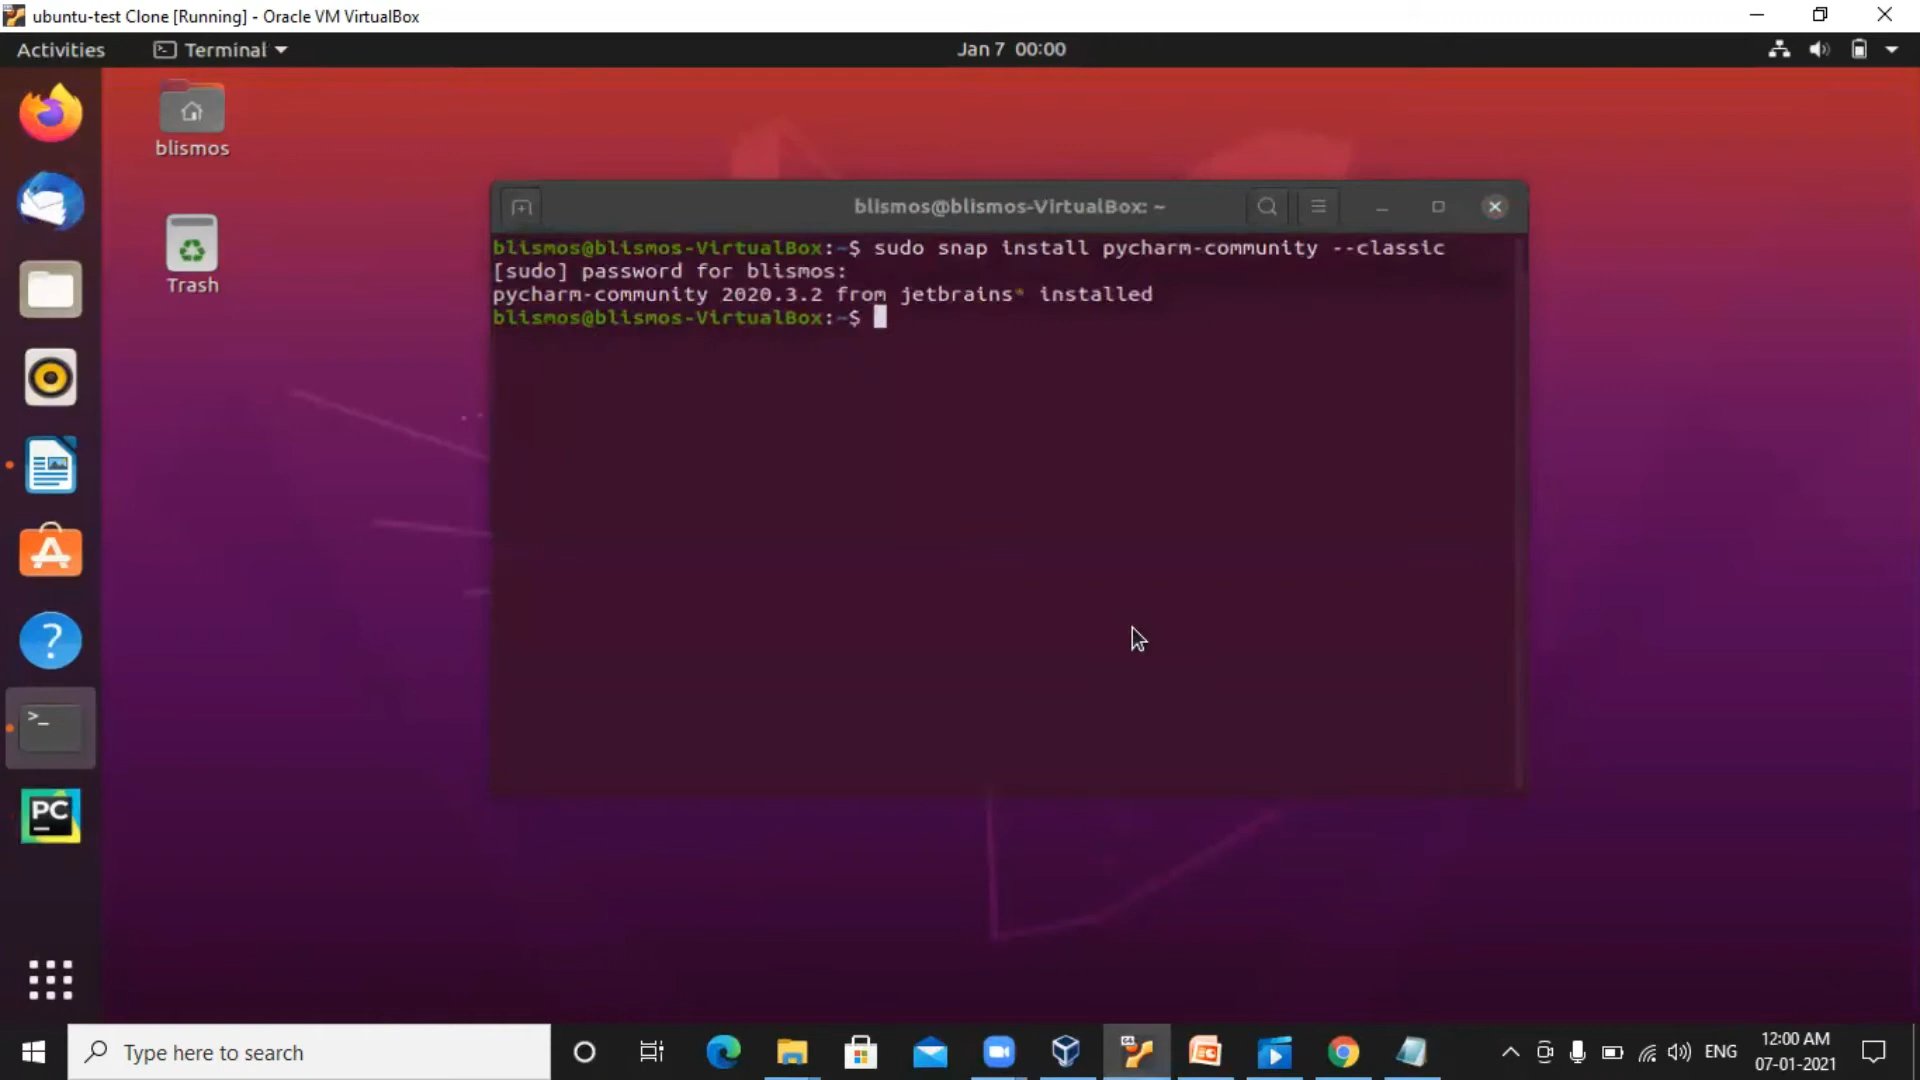 ubuntu-test Clone [Running] - Oracle VM VirtualBox
Activities Terminal Jan 7 00:00
blismos
Trash
blismos@blismos-VirtualBox: ~
blismos@blismos-VirtualBox:~$ sudo snap install pycharm-community --classic
[sudo] password for blismos:
pycharm-community 2020.3.2 from jetbrains* installed
blismos@blismos-VirtualBox:~$
PC
Type here to search
ENG
12:00 AM
07-01-2021